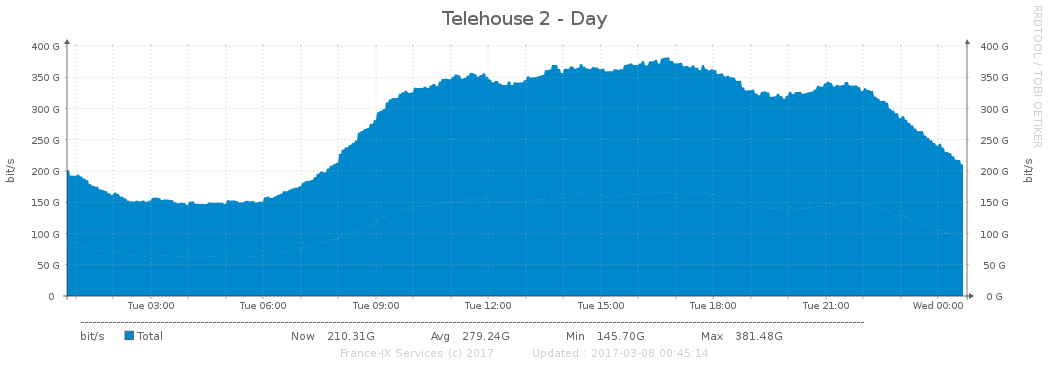 Telehouse 2 - Day
RRDTOOL / TOBI OETIKER
bit/s
400 G
350 G
300 G
250 G
200 G
150 G
100 G
50 G
0
400 G
350 G
300 G
250 G
200 G
150 G
100 G
50 G
0 G
bit/s
Tue 03:00 Tue 06:00 Tue 09:00 Tue 12:00 Tue 15:00 Tue 18:00 Tue 21:00 Wed 00:00
bit/s Total Now 210.31G Avg 279.24G Min 145.70G Max 381.48G
France-IX Services (c) 2017 Updated : 2017-03-08 00:45:14